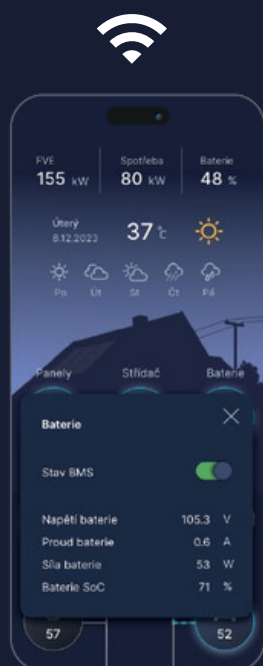 FVE Spotřeba Baterie
155 kW 80 kW 48 %
Úterý
8.12.2023
37 °c
Po Út St Čt Pá
Panely Střídač Baterie
Baterie
Stav BMS
Napětí baterie 105.3 V
Proud baterie 0.6 A
Síla baterie 53 W
Baterie SoC 71 %
57 52